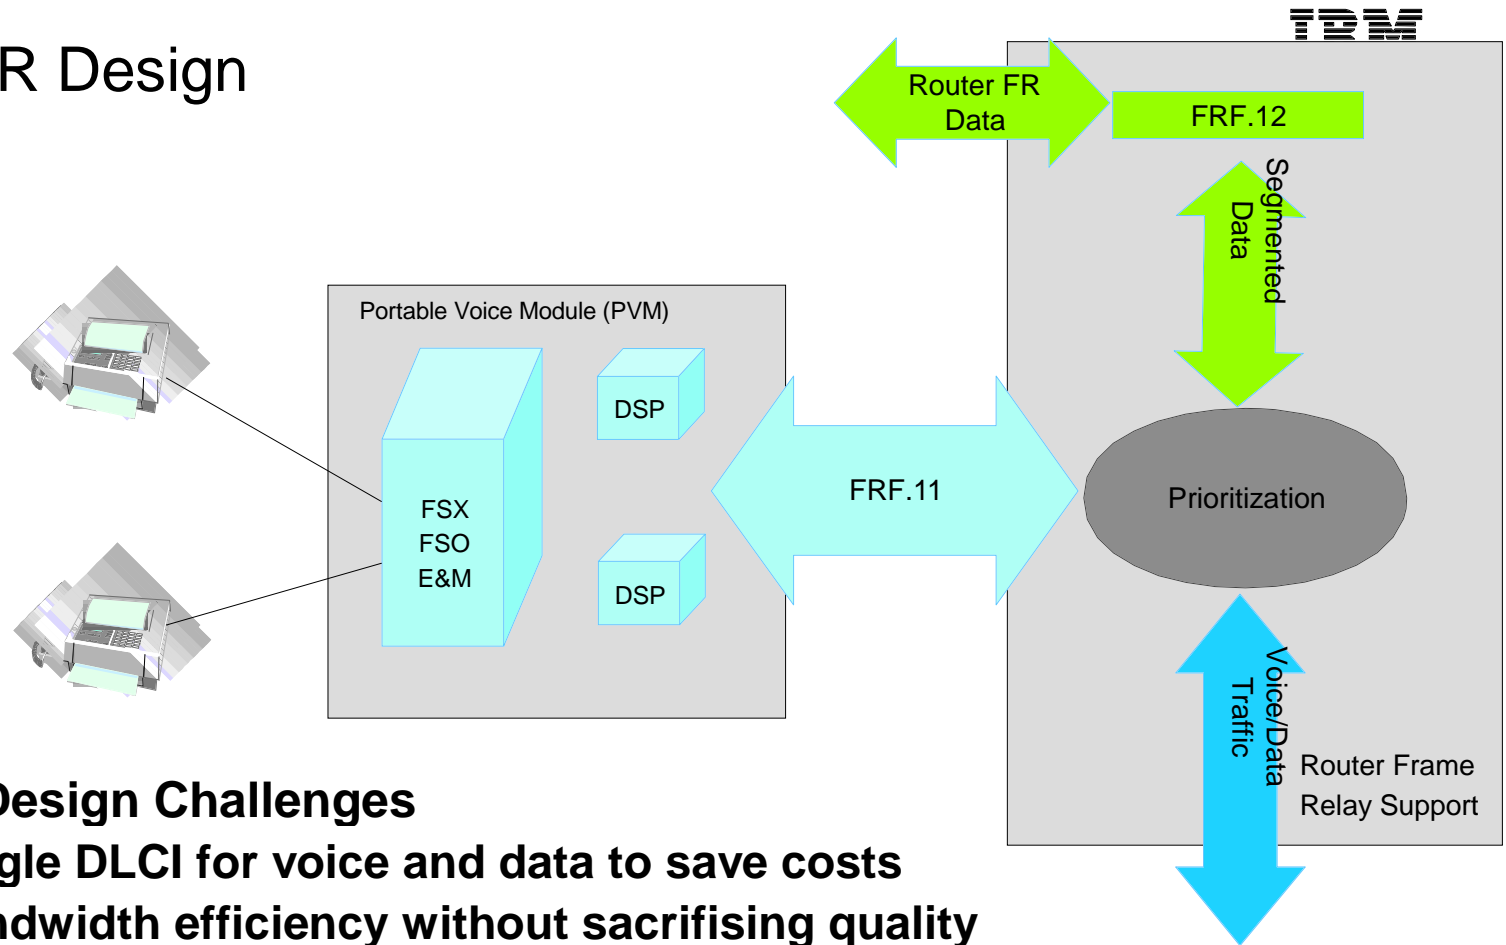 IBM
R Design
Router FR
Data
FRF.12
Segmented
Data
Portable Voice Module (PVM)
DSP
FSX
FSO
E&M
DSP
FRF.11
Prioritization
Voice/Data
Traffic
Router Frame
Relay Support
Design Challenges
gle DLCI for voice and data to save costs
ndwidth efficiency without sacrifising quality